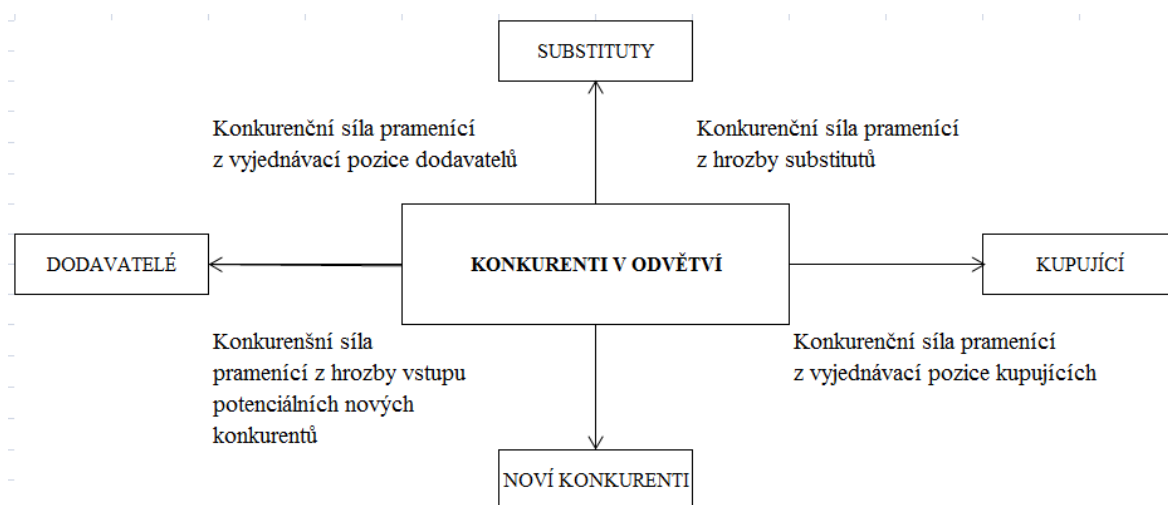 SUBSTITUTY
Konkurenční síla pramenící
z vyjednávací pozice dodavatelů
Konkurenční síla pramenící
z hrozby substitutů
DODAVATELÉ
KONKURENTI V ODVĚTVÍ
KUPUJÍCÍ
Konkurenšní síla
pramenící z hrozby vstupu
potenciálních nových
konkurentů
Konkurenční síla pramenící
z vyjednávací pozice kupujících
NOVÍ KONKURENTI